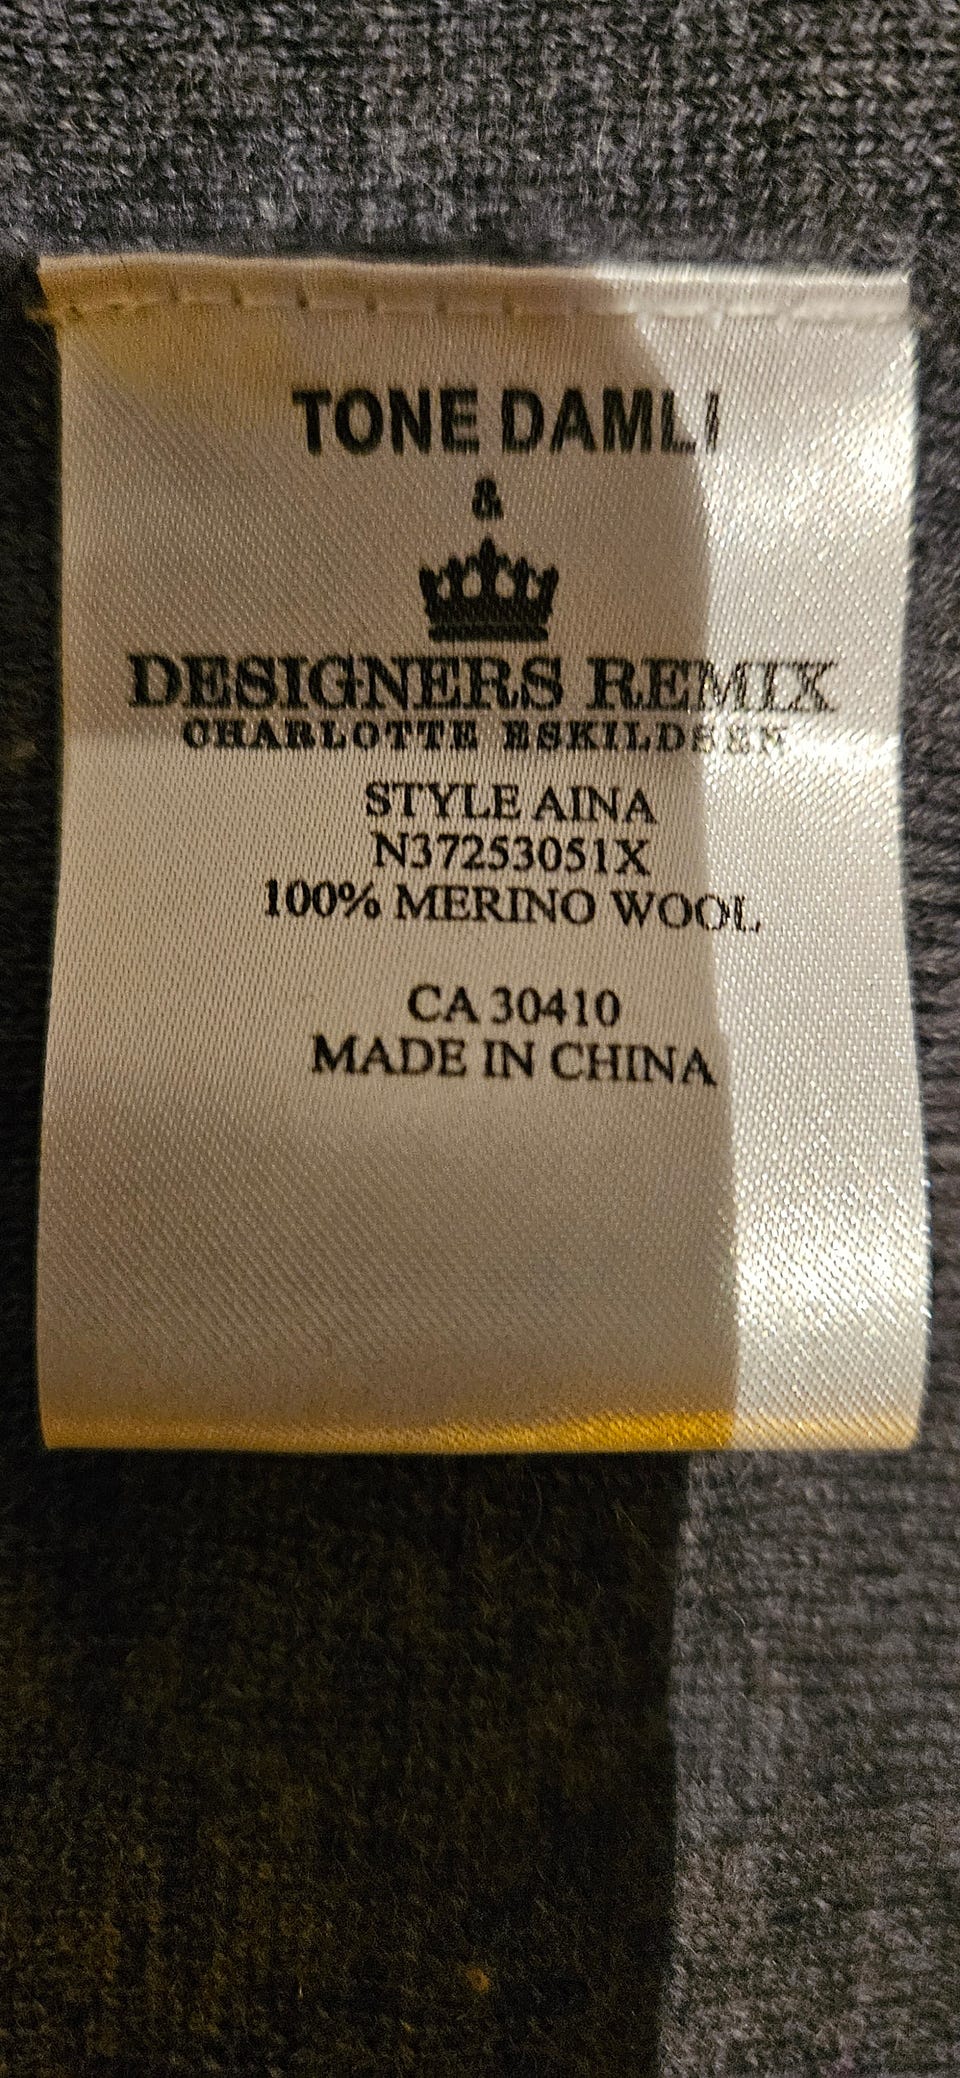 TONE DAMLI
&
DESIGNERS REMIX
CHARLOTTE ESKILDSEN
STYLE AINA
N37253051X
100% MERINO WOOL
CA 30410
MADE IN CHINA